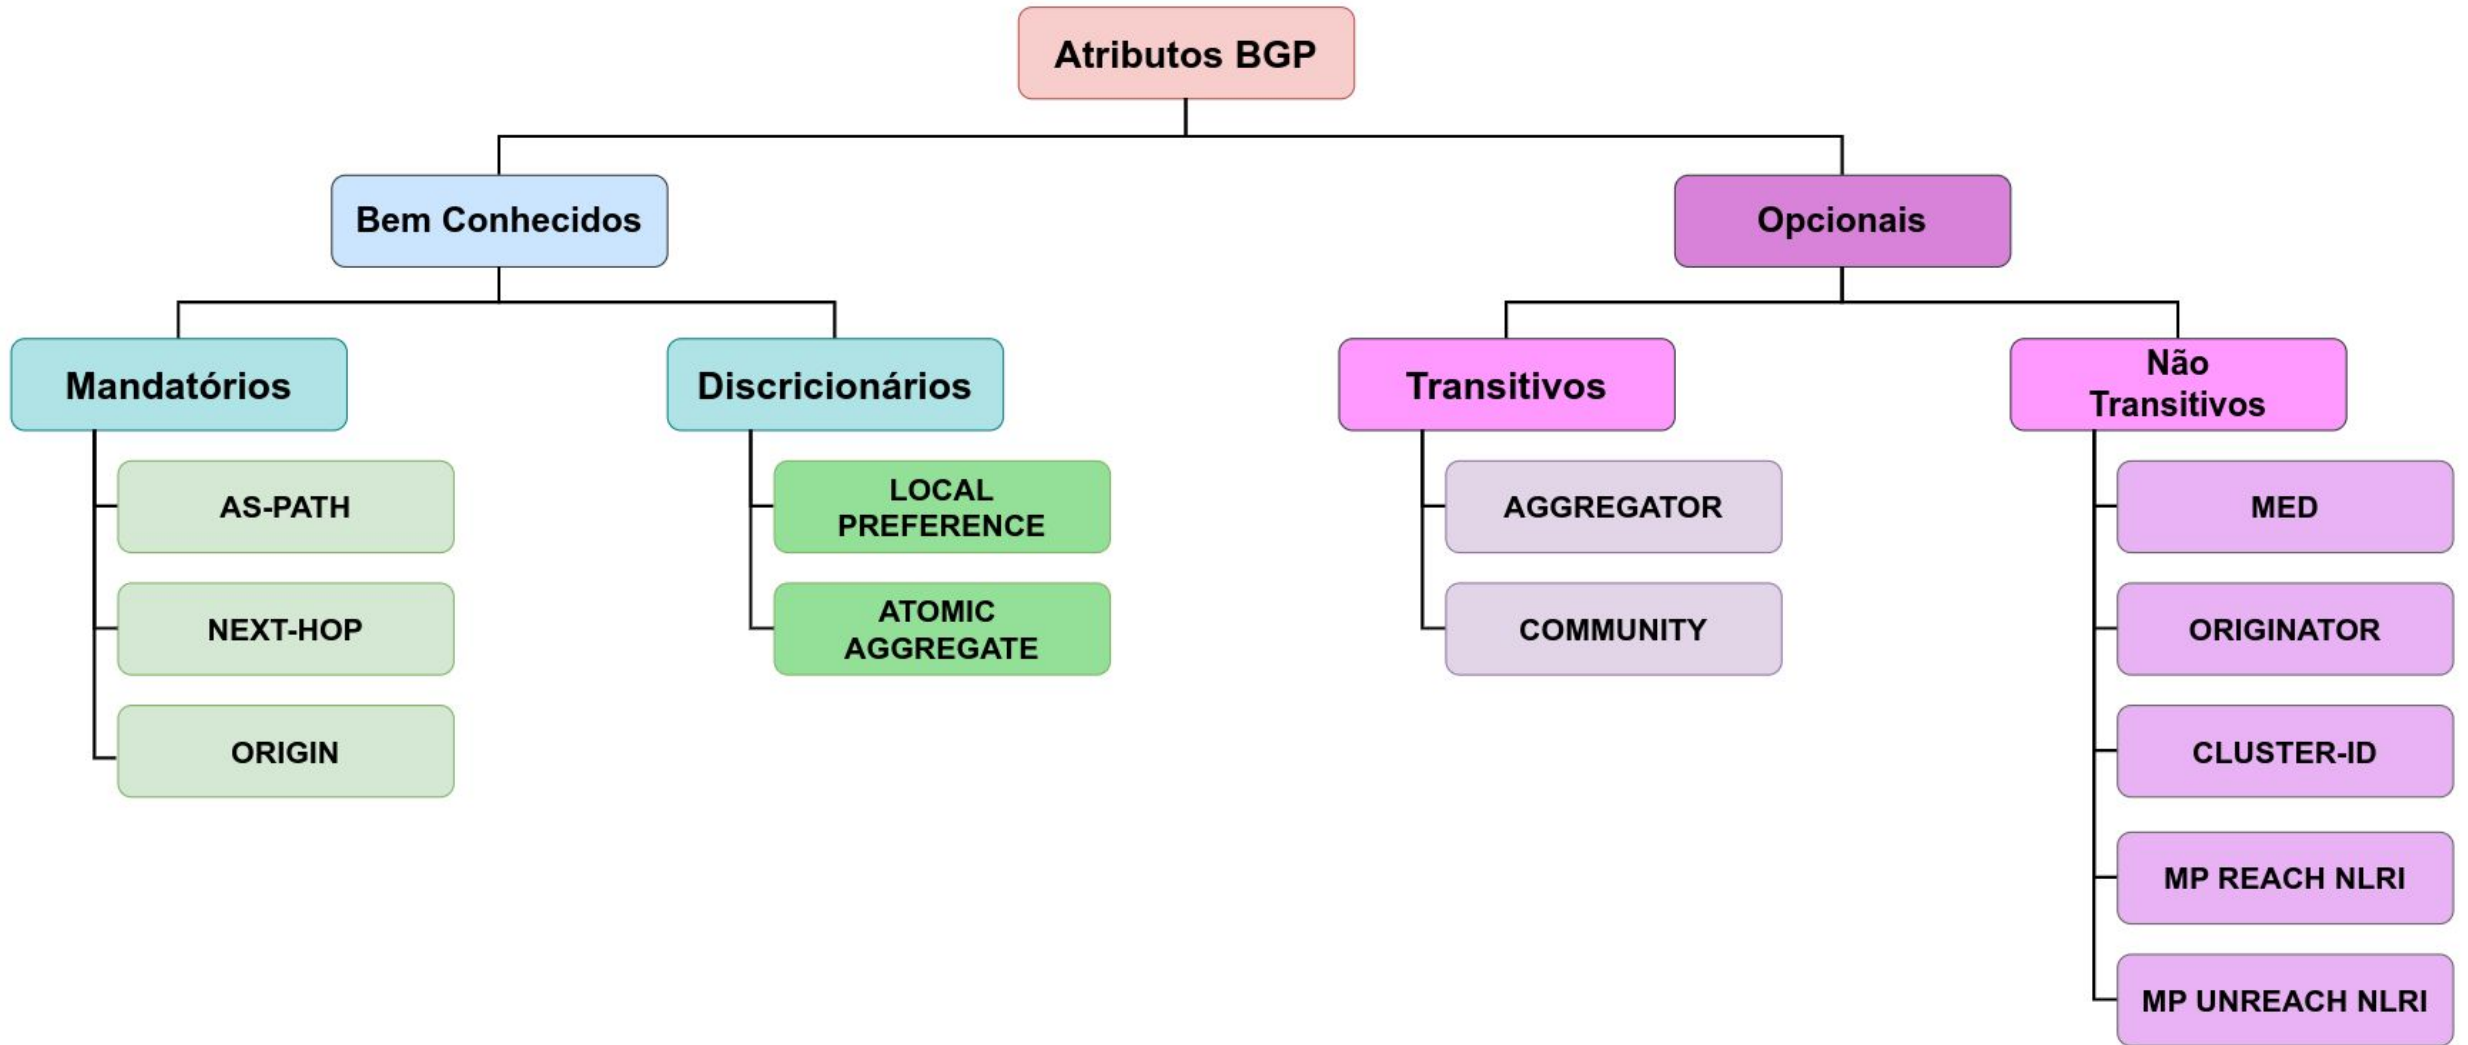 Atributos BGP
Bem Conhecidos
Opcionais
Mandatórios
Discricionários
Transitivos
Não
Transitivos
AS-PATH
NEXT-HOP
ORIGIN
LOCAL
PREFERENCE
ATOMIC
AGGREGATE
AGGREGATOR
COMMUNITY
MED
ORIGINATOR
CLUSTER-ID
MP REACH NLRI
MP UNREACH NLRI